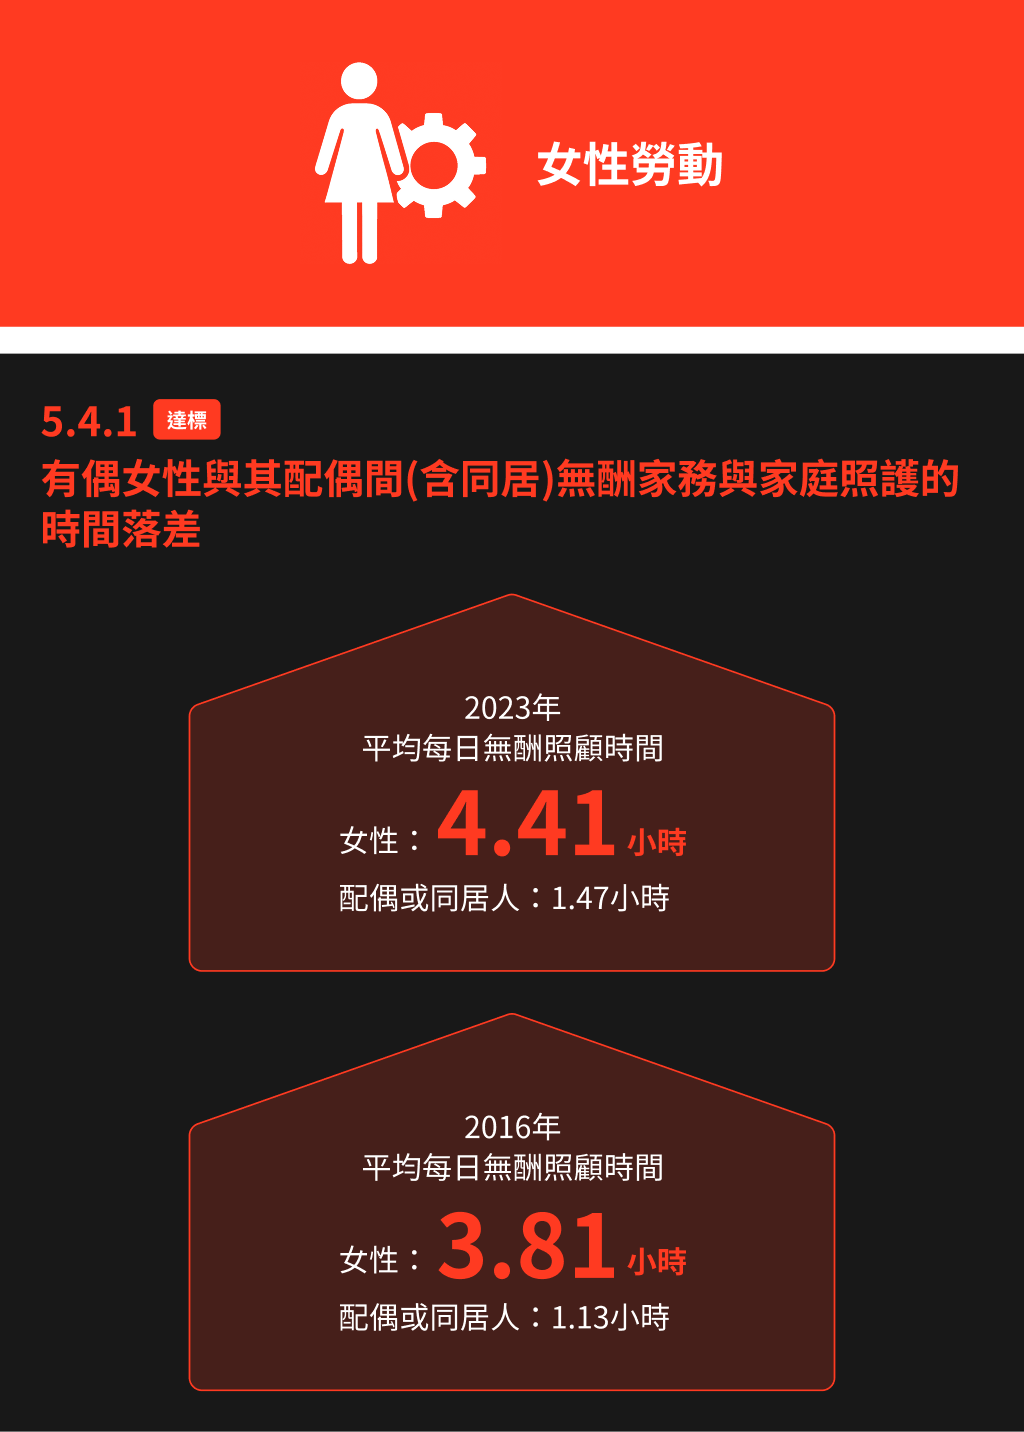 女性勞動
5.4.1 達標
有偶女性與其配偶間(含同居)無酬家務與家庭照護的
時間落差
2023年
平均每日無酬照顧時間
女性：4.41小時
配偶或同居人：1.47小時
2016年
平均每日無酬照顧時間
女性：3.81小時
配偶或同居人：1.13小時